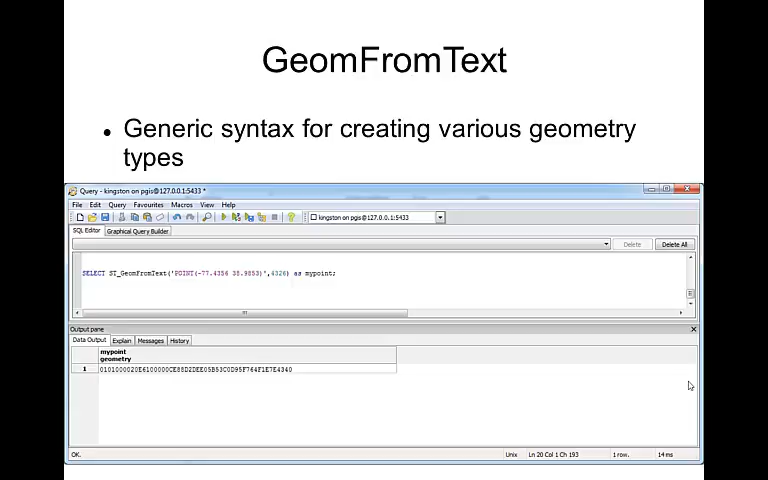 GeomFromText
• Generic syntax for creating various geometry
types
Query - kingston on pgis@127.0.0.1:5433 *
File Edit Query Favourites Macros View Help
kingston on pgis@127.0.0.1:5433
SQL Editor Graphical Query Builder
Delete Delete All
SELECT ST_GeomFromText('POINT(-77.4356 38.9853)',4326) as mypoint;
Output pane
Data Output Explain Messages History
mypoint
geometry
1 0101000020E6100000CE88D2DEE05B53C0D95F764F1E7E4340
OK. Unix Ln 20 Col 1 Ch 193 1 row. 14 ms